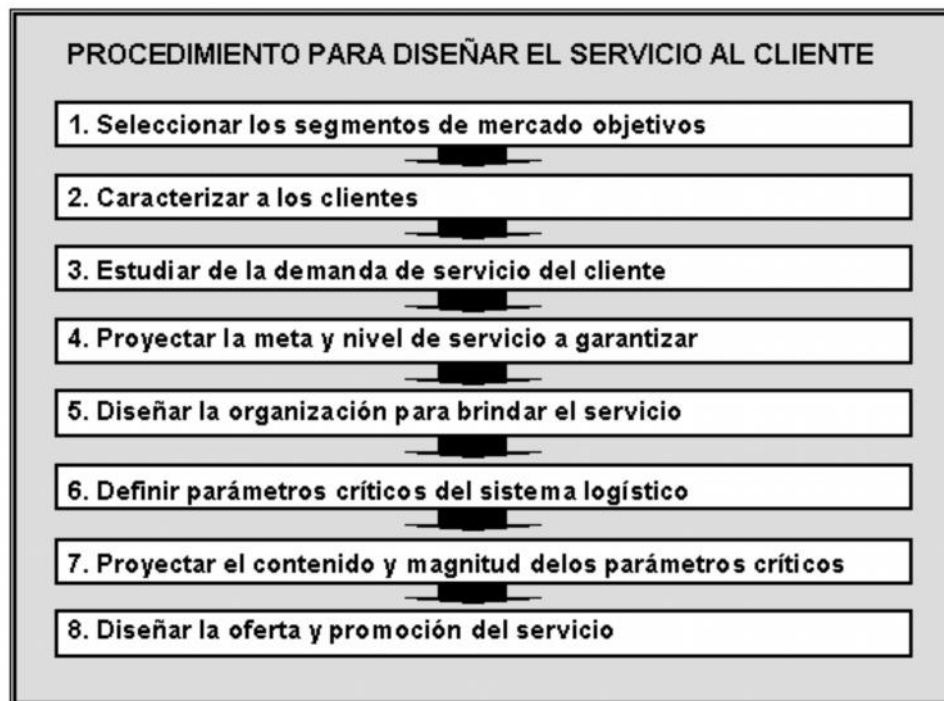 PROCEDIMIENTO PARA DISEÑAR EL SERVICIO AL CLIENTE
1. Seleccionar los segmentos de mercado objetivos
2. Caracterizar a los clientes
3. Estudiar de la demanda de servicio del cliente
4. Proyectar la meta y nivel de servicio a garantizar
5. Diseñar la organización para brindar el servicio
6. Definir parámetros críticos del sistema logístico
7. Proyectar el contenido y magnitud delos parámetros críticos
8. Diseñar la oferta y promoción del servicio